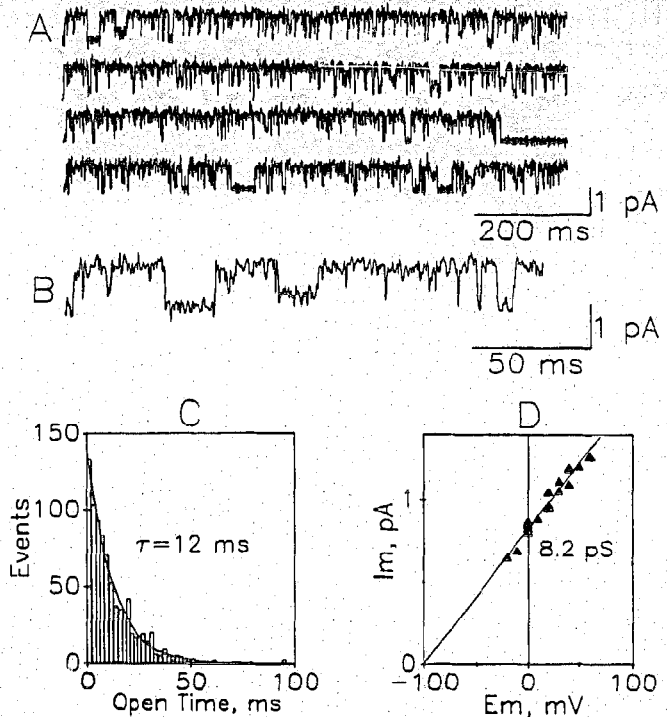 A
1 pA
200 ms
B
1 pA
50 ms
C
D
150
100
50
0
Events
τ=12 ms
0
50
100
Open Time, ms
1
0
Im, pA
8.2 pS
-100
0
100
Em, mV